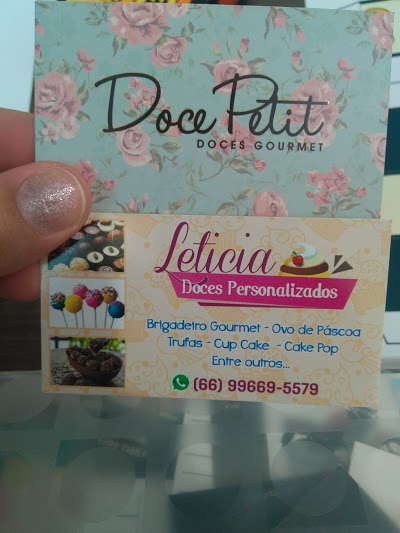 Doce Petit
DOCES GOURMET
Leticia
Doces Personalizados
Brigadeiro Gourmet - Ovo de Páscoa
Trufas - Cup Cake - Cake Pop
Entre outros...
(66) 99669-5579